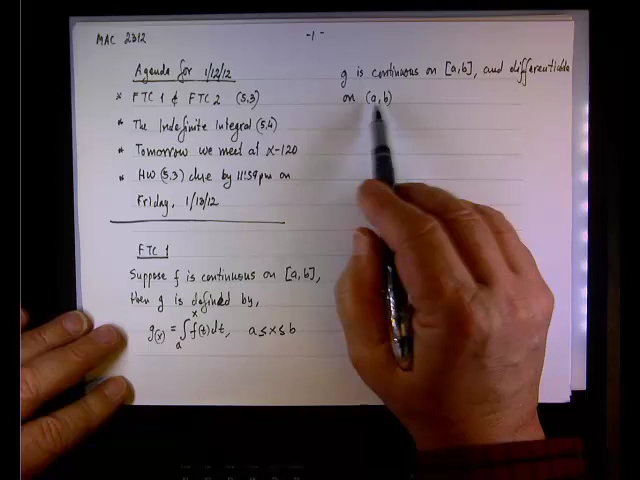 MAC 2312
-1-
Agenda for 1/12/12
* FTC 1 & FTC 2 (5.3)
* The Indefinite Integral (5.4)
* Tomorrow we meet at X-120
* HW (5.3) due by 11:59pm on
Friday, 1/13/12
FTC 1
Suppose f is continuous on [a,b],
then g is defined by,
g(x) = ∫ₐˣ f(t)dt, a ≤ x ≤ b
g is continuous on [a,b], and differentiable
on (a,b)